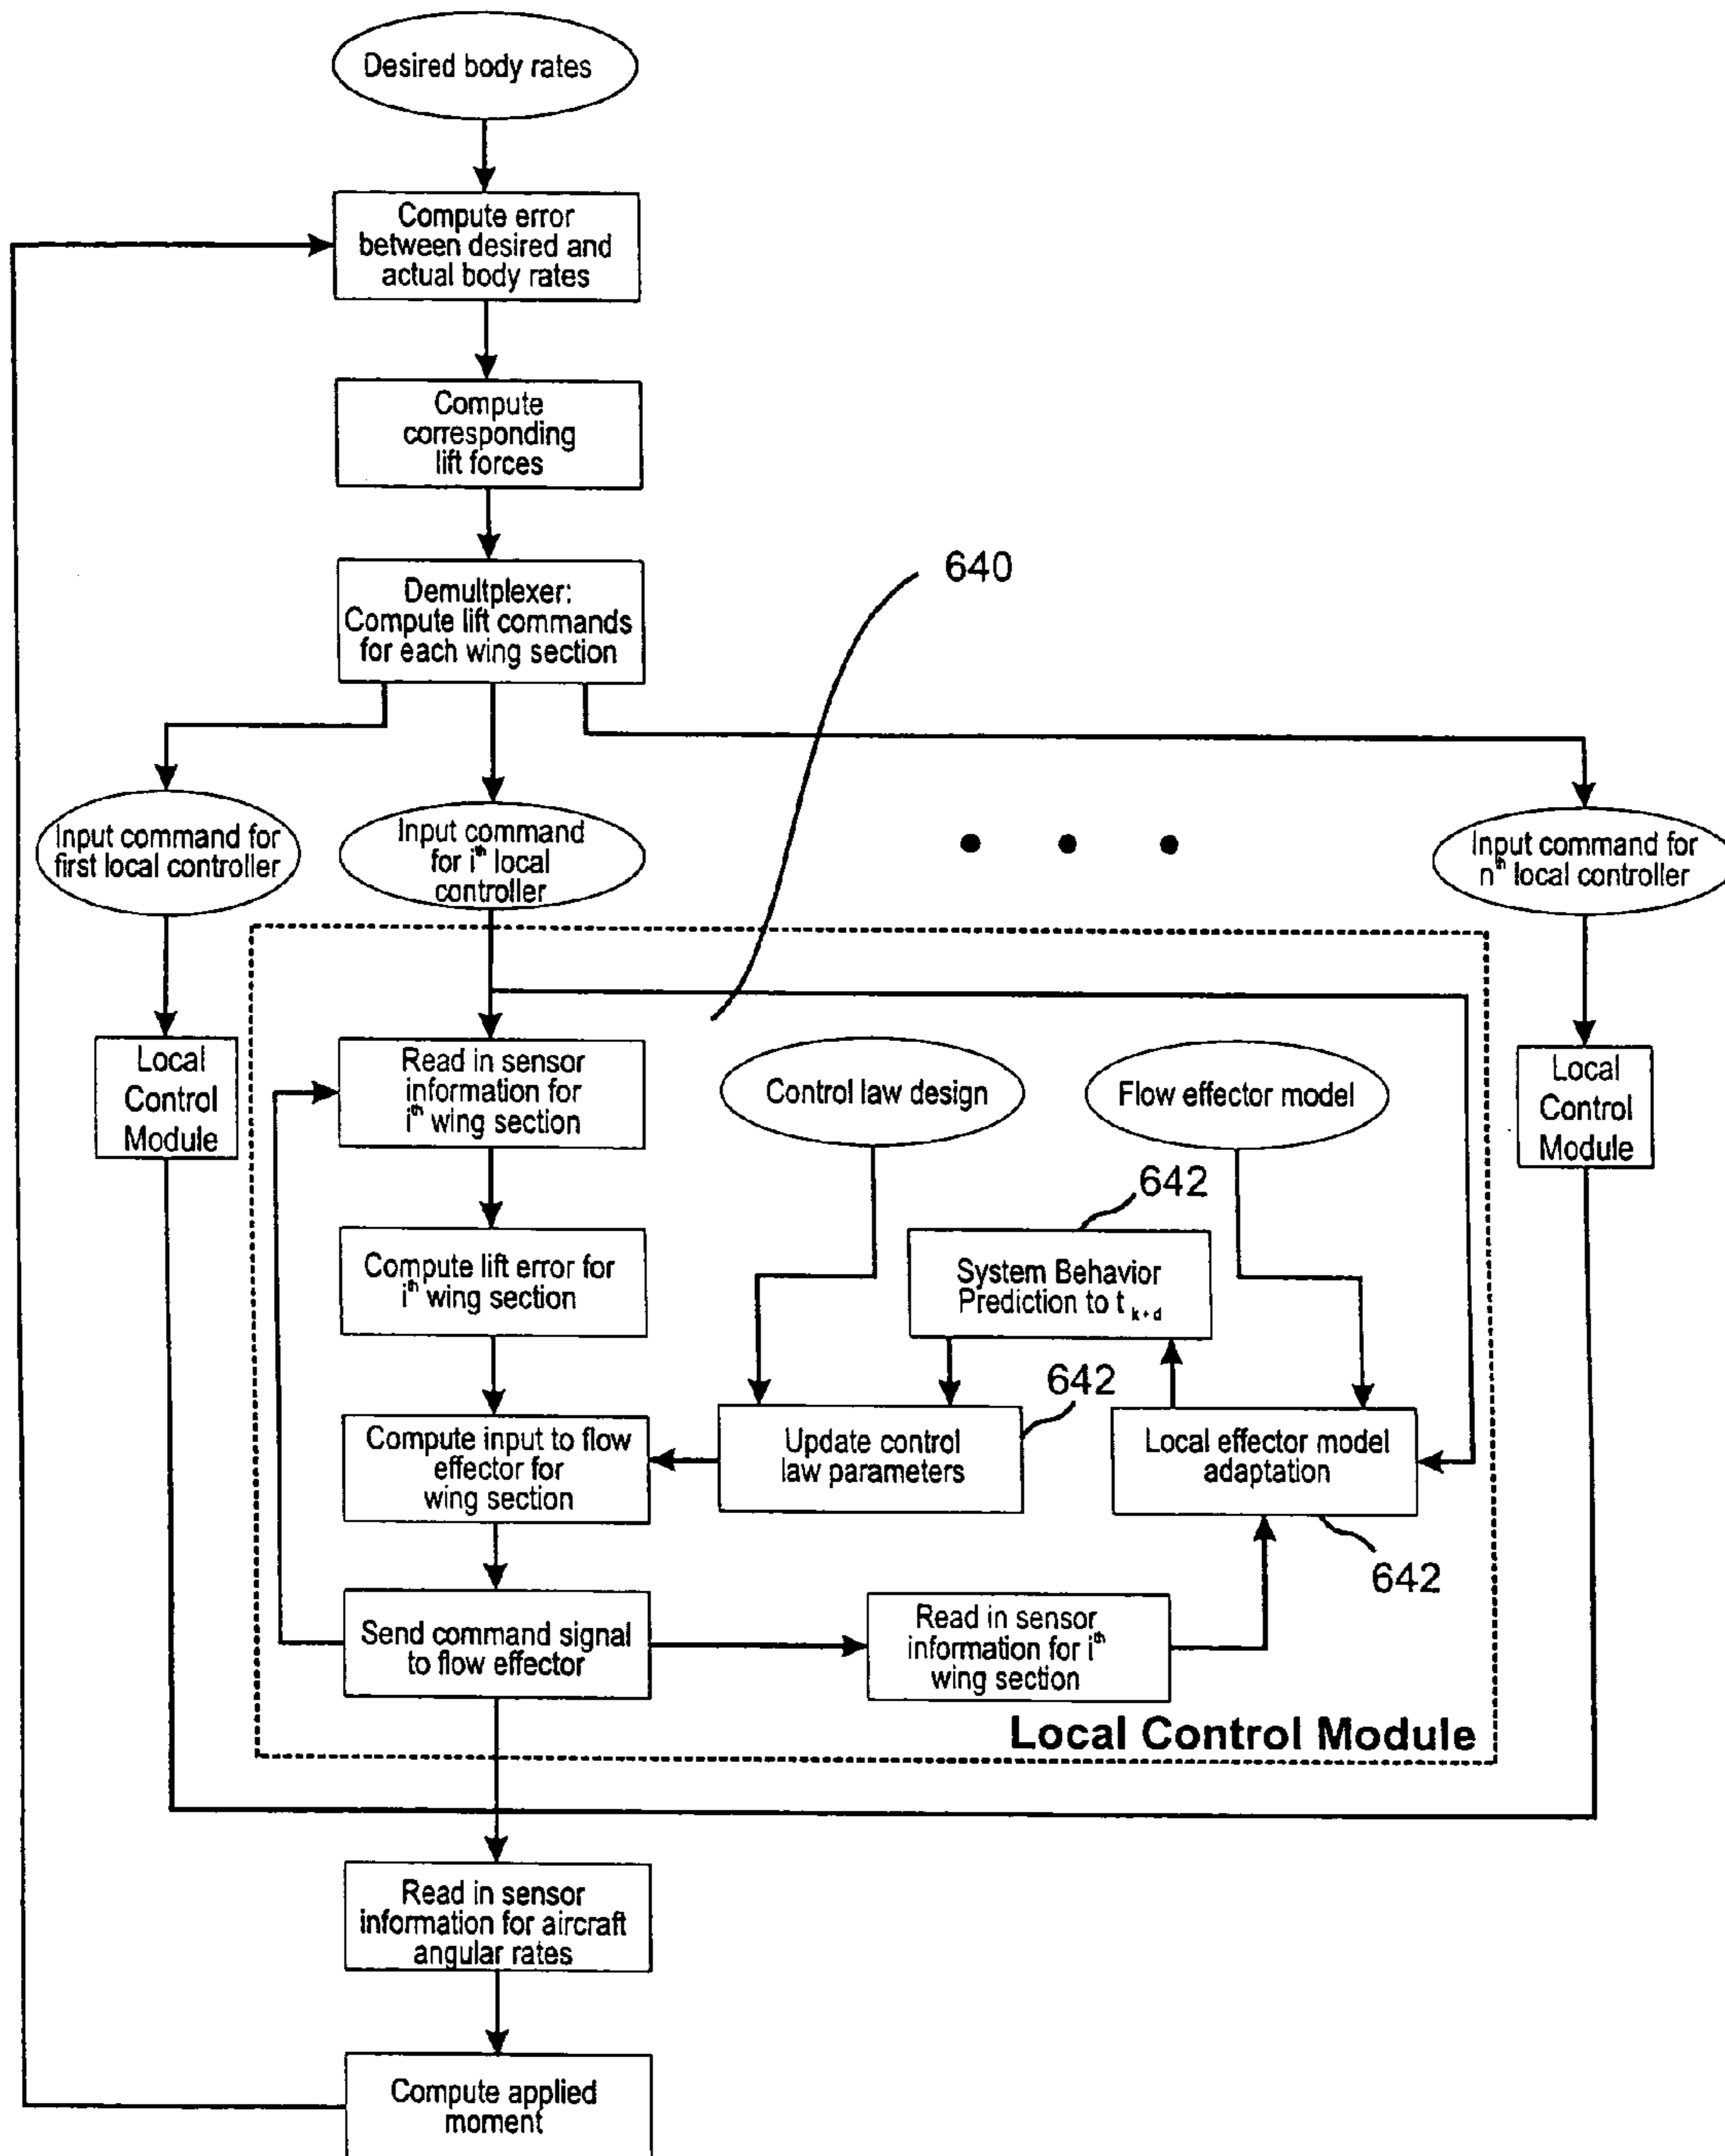 Desired body rates
Compute error
between desired and
actual body rates
Compute
corresponding
lift forces
Demultplexer:
Compute lift commands
for each wing section
640
Input command for
first local controller
Input command
for i^th local
controller
Input command for
n^th local controller
Local
Control
Module
Read in sensor
information for
i^th wing section
Control law design
Flow effector model
Local
Control
Module
642
Compute lift error for
i^th wing section
System Behavior
Prediction to t_k+d
642
Compute input to flow
effector for
wing section
Update control
law parameters
Local effector model
adaptation
642
Send command signal
to flow effector
Read in sensor
information for i^th
wing section
Local Control Module
Read in sensor
information for aircraft
angular rates
Compute applied
moment